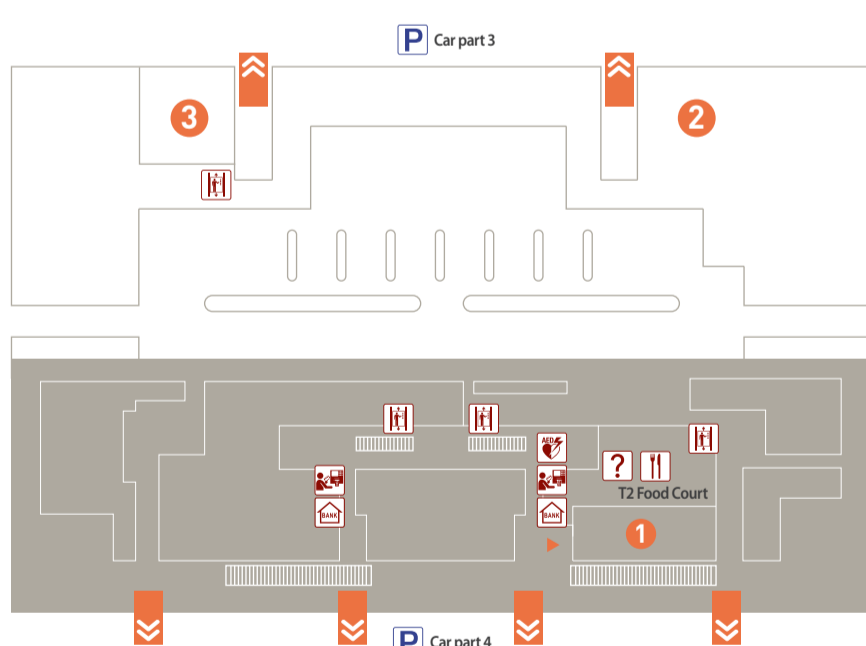 P Car part 3
3
2
AED
?
T2 Food Court
BANK
BANK
1
P Car part 4